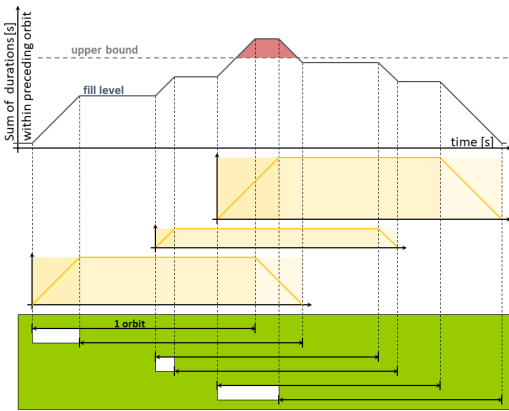 Sum of durations [s]
within preceding orbit
upper bound
fill level
time [s]
1 orbit